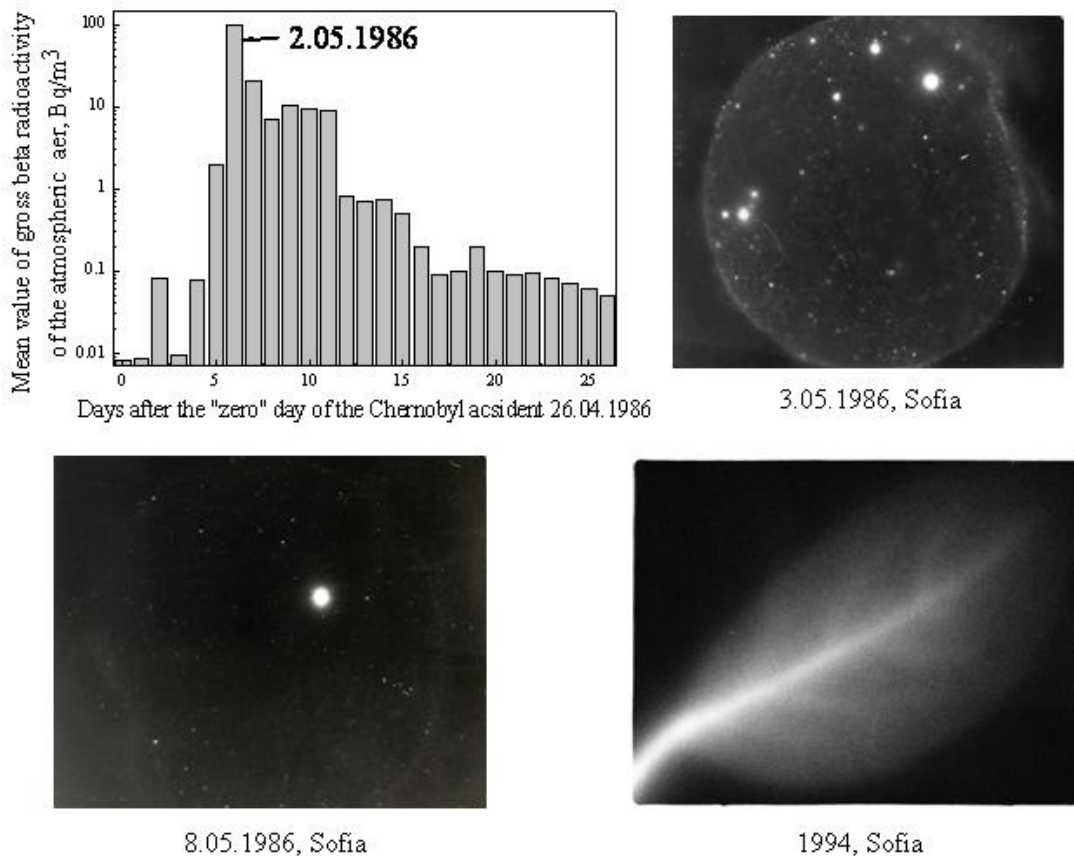 Mean value of gross beta radioactivity
of the atmospheric aer, Bq/m3
100
10
1
0.1
0.01
2.05.1986
0 5 10 15 20 25
Days after the "zero" day of the Chernobyl acsident 26.04.1986
3.05.1986, Sofia
8.05.1986, Sofia
1994, Sofia